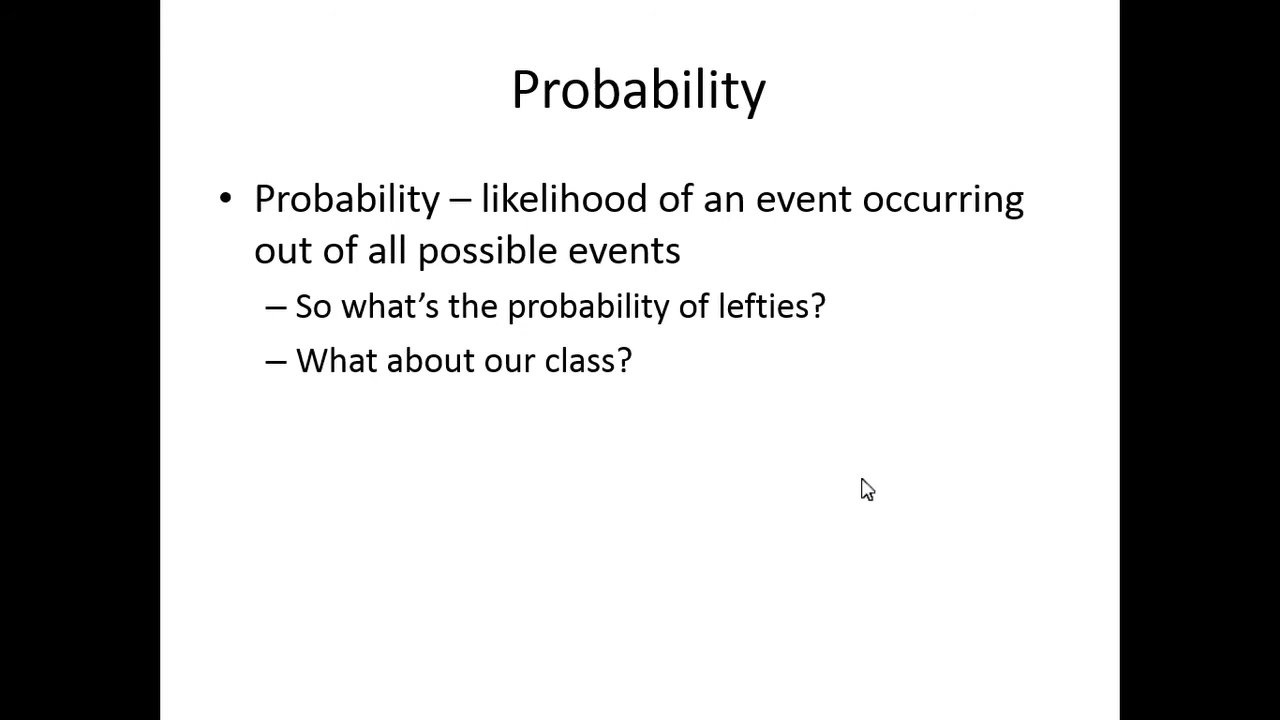 Probability
• Probability – likelihood of an event occurring
out of all possible events
– So what’s the probability of lefties?
– What about our class?